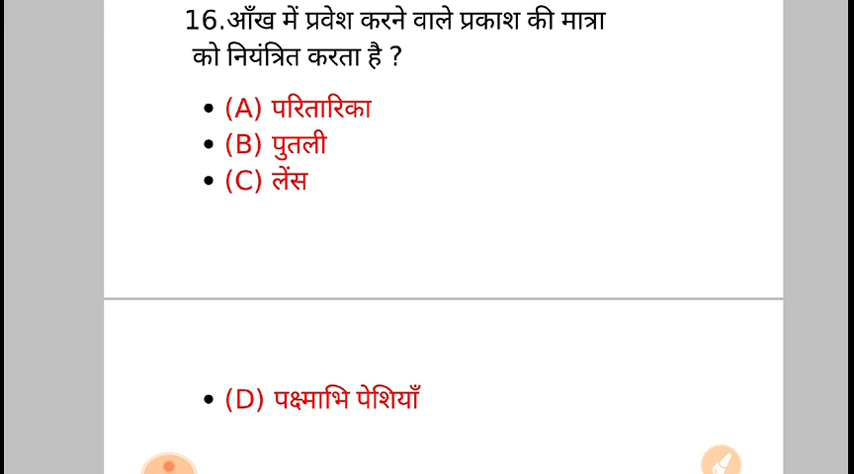 16.आँख में प्रवेश करने वाले प्रकाश की मात्रा
को नियंत्रित करता है ?
• (A) परितारिका
• (B) पुतली
• (C) लेंस
• (D) पक्ष्माभि पेशियाँ